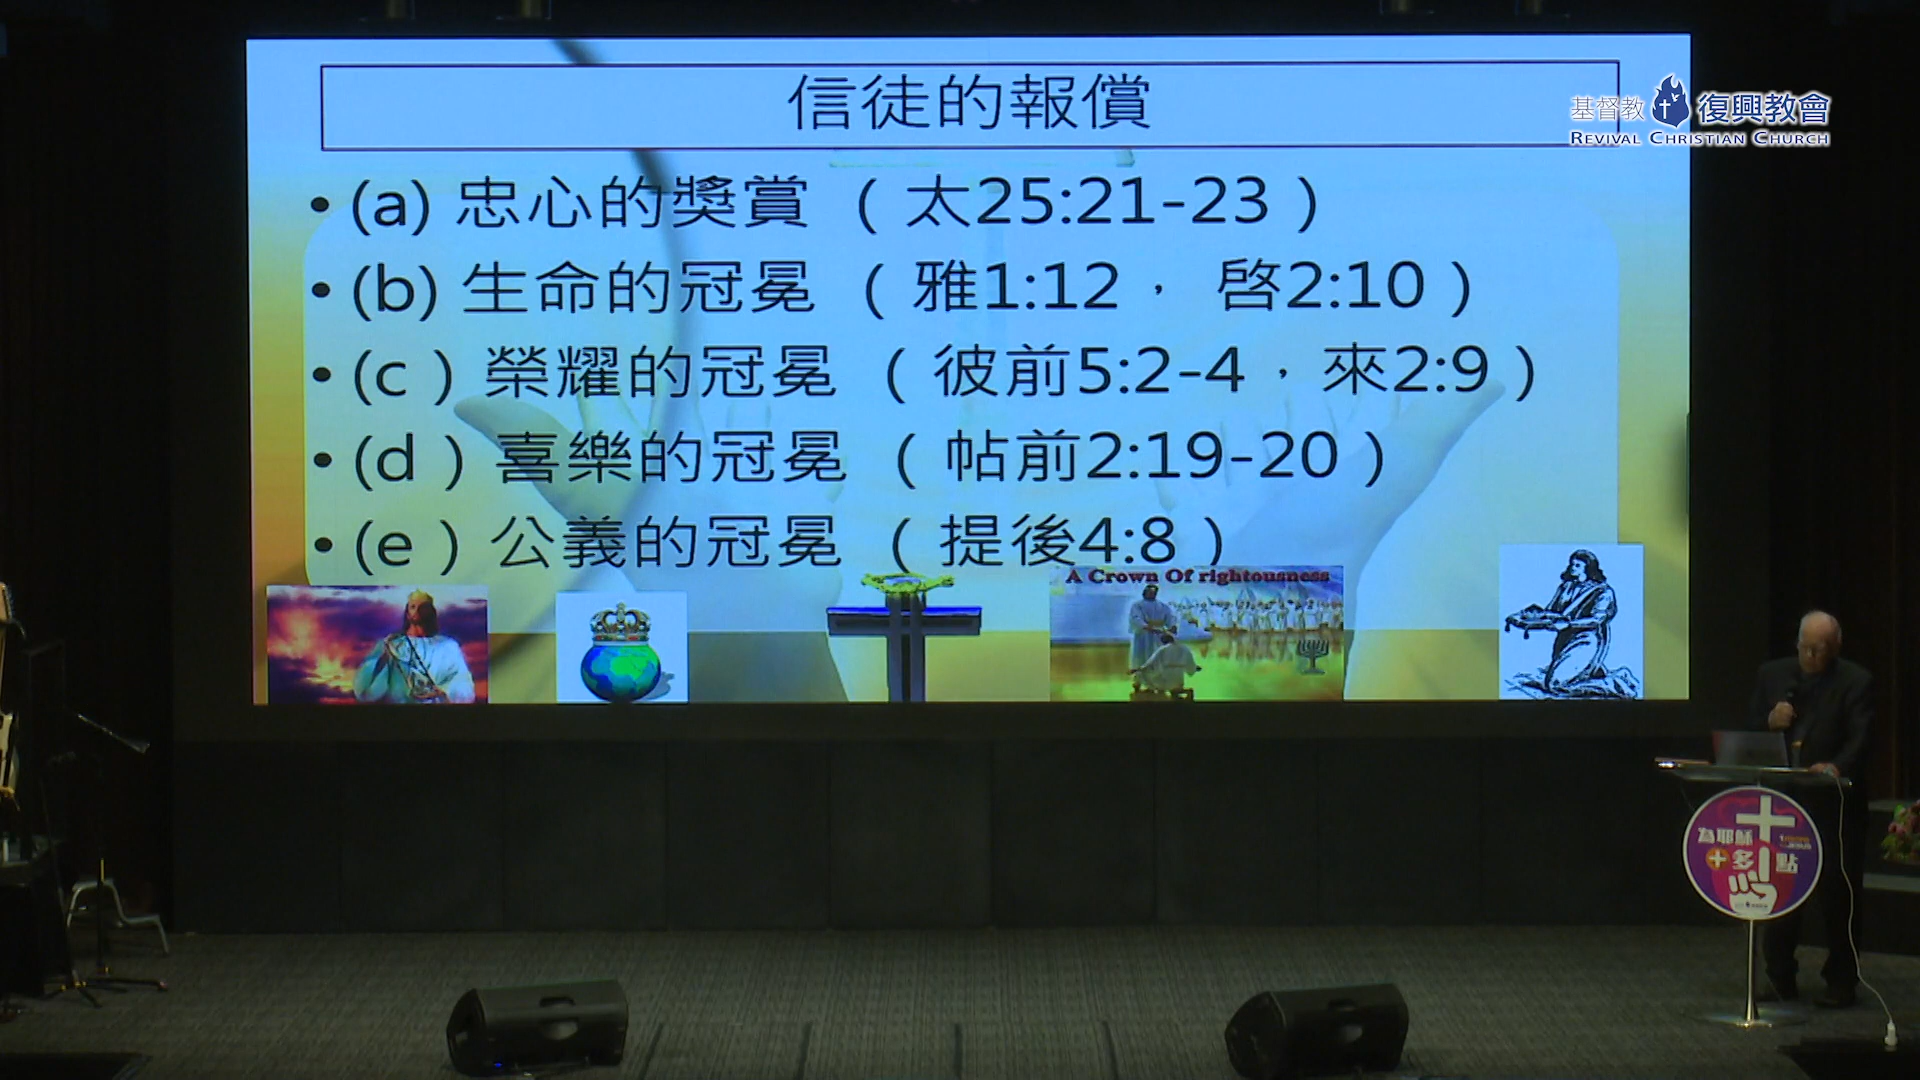 信徒的報償
基督教 復興教會
REVIVAL CHRISTIAN CHURCH
• (a) 忠心的獎賞 (太25:21-23)
• (b) 生命的冠冕 (雅1:12, 啓2:10)
• (c) 榮耀的冠冕 (彼前5:2-4,來2:9)
• (d) 喜樂的冠冕 (帖前2:19-20)
• (e) 公義的冠冕 (提後4:8)
A Crown Of rightousness
為耶穌
+多 點